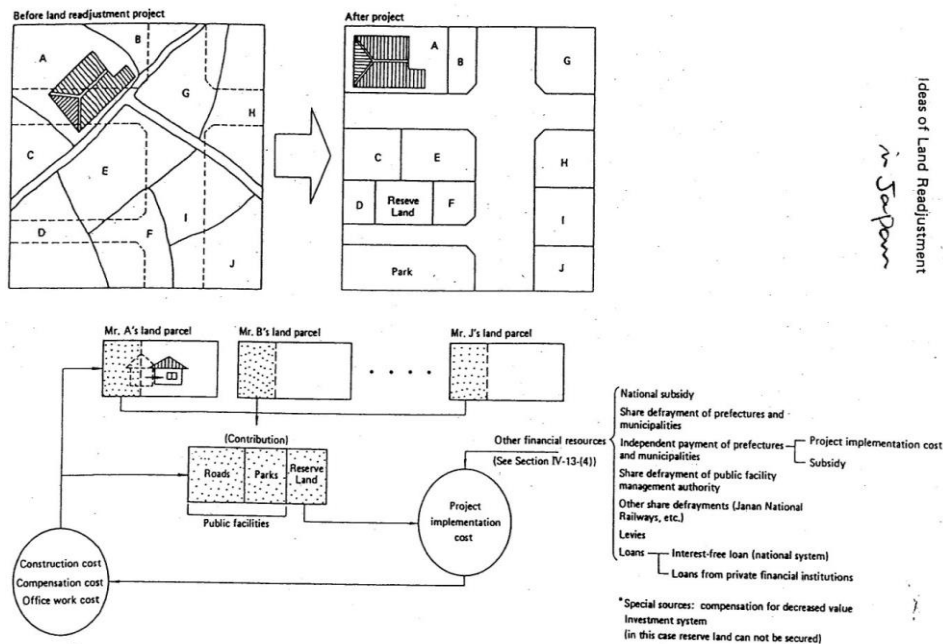 Before land readjustment project
A
B
G
H
C
E
D
F
I
J
After project
A
B
G
C
E
H
D
Reseve
Land
F
I
Park
J
Ideas of Land Readjustment
in Japan
Mr. A's land parcel
Mr. B's land parcel
Mr. J's land parcel
(Contribution)
Roads
Parks
Reserve
Land
Public facilities
Project
implementation
cost
Construction cost
Compensation cost
Office work cost
Other financial resources
(See Section IV-13-(4))
National subsidy
Share defrayment of prefectures and
municipalities
Independent payment of prefectures
and municipalities
Project implementation cost
Subsidy
Share defrayment of public facility
management authority
Other share defrayments (Janan National
Railways, etc.)
Levies
Loans
Interest-free loan (national system)
Loans from private financial institutions
*Special sources: compensation for decreased value
Investment system
(in this case reserve land can not be secured)